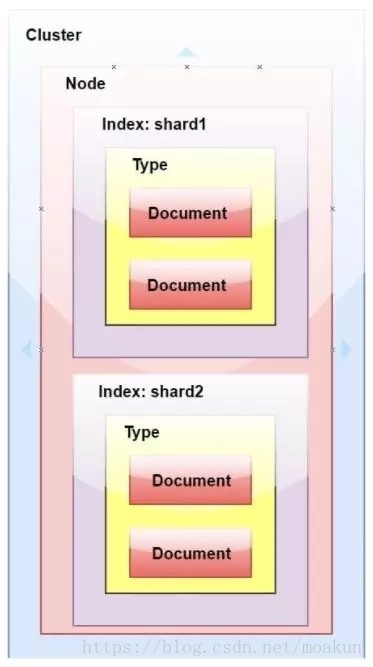 Cluster
Node
Index: shard1
Type
Document
Document
Index: shard2
Type
Document
Document
https://blog.csdn.net/moakun